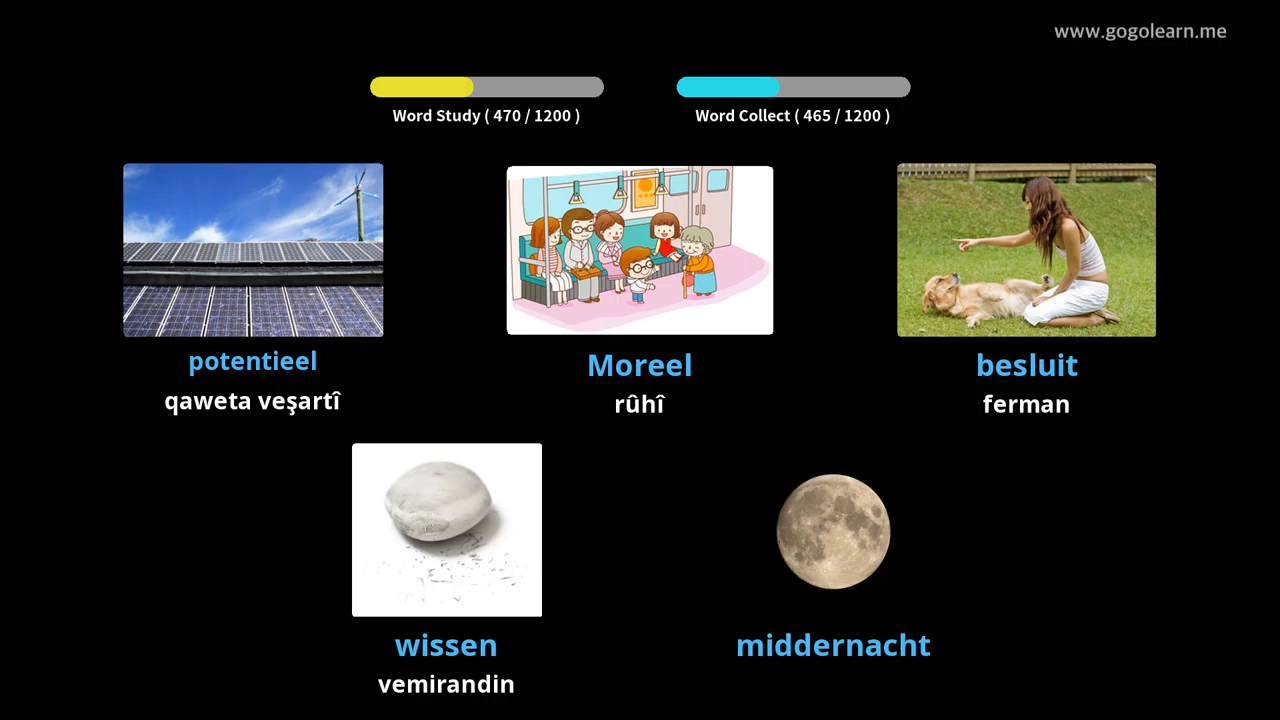 www.gogolearn.me
Word Study ( 470 / 1200 )
Word Collect ( 465 / 1200 )
potentieel
qaweta veşartî
Moreel
rûhî
besluit
ferman
wissen
vemirandin
middernacht